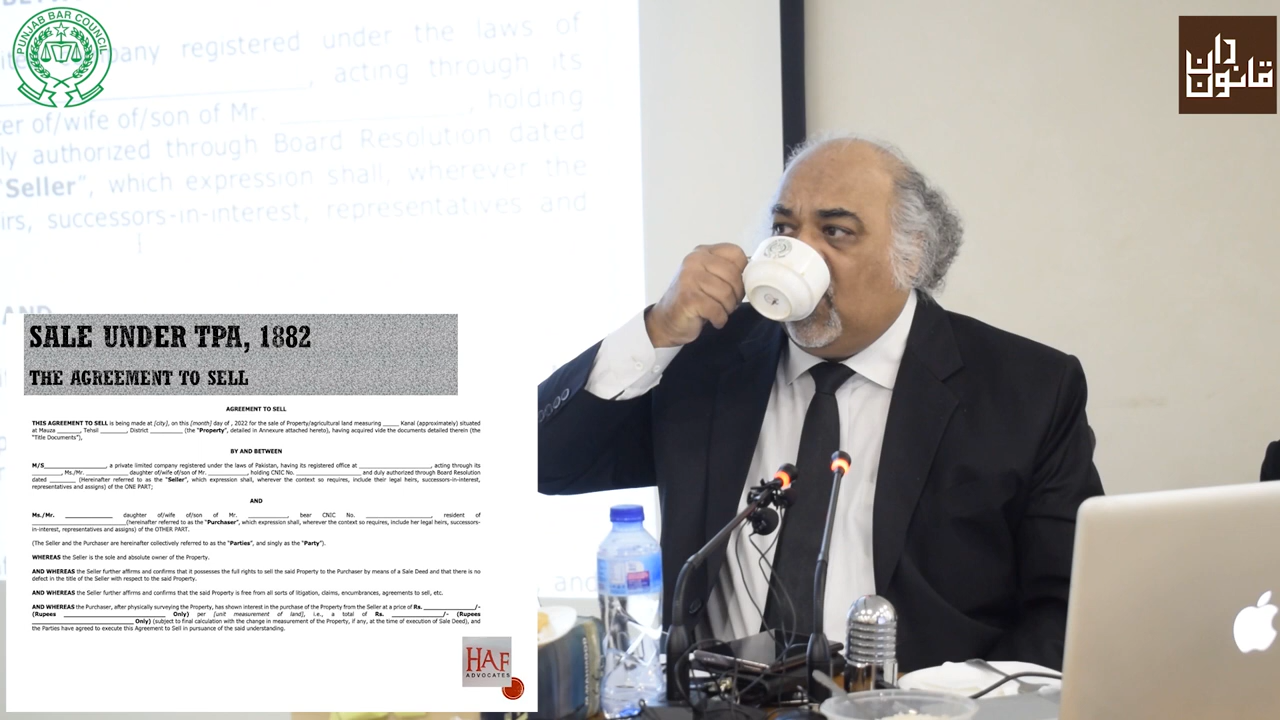 PUNJAB BAR COUNCIL
قانون دان
pany registered under the laws of
, acting through its
er of/wife of/son of Mr. ____________, holding
ly authorized through Board Resolution dated
"Seller", which expression shall, wherever the
irs, successors-in-interest, representatives and
AND
and
SALE UNDER TPA, 1882
THE AGREEMENT TO SELL
AGREEMENT TO SELL
THIS AGREEMENT TO SELL is being made at [city], on this [month] day of , 2022 for the sale of Property/agricultural land measuring _____ Kanal (approximately) situated
at Mauza _______, Tehsil _______, District _________ (the "Property", detailed in Annexure attached hereto), having acquired vide the documents detailed therein (the
"Title Documents"),
BY AND BETWEEN
M/S________________, a private limited company registered under the laws of Pakistan, having its registered office at ___________________, acting through its
________, Ms./Mr. ___________ daughter of/wife of/son of Mr. __________, holding CNIC No. __________________ and duly authorized through Board Resolution
dated _______ (Hereinafter referred to as the "Seller", which expression shall, wherever the context so requires, include their legal heirs, successors-in-interest,
representatives and assigns) of the ONE PART;
AND
Ms./Mr. ____________ daughter of/wife of/son of Mr. __________, bear CNIC No. _________________, resident of
_________________________(hereinafter referred to as the "Purchaser", which expression shall, wherever the context so requires, include her legal heirs, successors-
in-interest, representatives and assigns) of the OTHER PART.
(The Seller and the Purchaser are hereinafter collectively referred to as the "Parties", and singly as the "Party").
WHEREAS the Seller is the sole and absolute owner of the Property.
AND WHEREAS the Seller further affirms and confirms that it possesses the full rights to sell the said Property to the Purchaser by means of a Sale Deed and that there is no
defect in the title of the Seller with respect to the said Property.
AND WHEREAS the Seller further affirms and confirms that the said Property is free from all sorts of litigation, claims, encumbrances, agreements to sell, etc.
AND WHEREAS the Purchaser, after physically surveying the Property, has shown interest in the purchase of the Property from the Seller at a price of Rs. ____________/-
(Rupees ____________________ Only) per [unit measurement of land], i.e., a total of Rs. ____________/- (Rupees
_________________________ Only) (subject to final calculation with the change in measurement of the Property, if any, at the time of execution of Sale Deed), and
the Parties have agreed to execute this Agreement to Sell in pursuance of the said understanding.
HAF
ADVOCATES